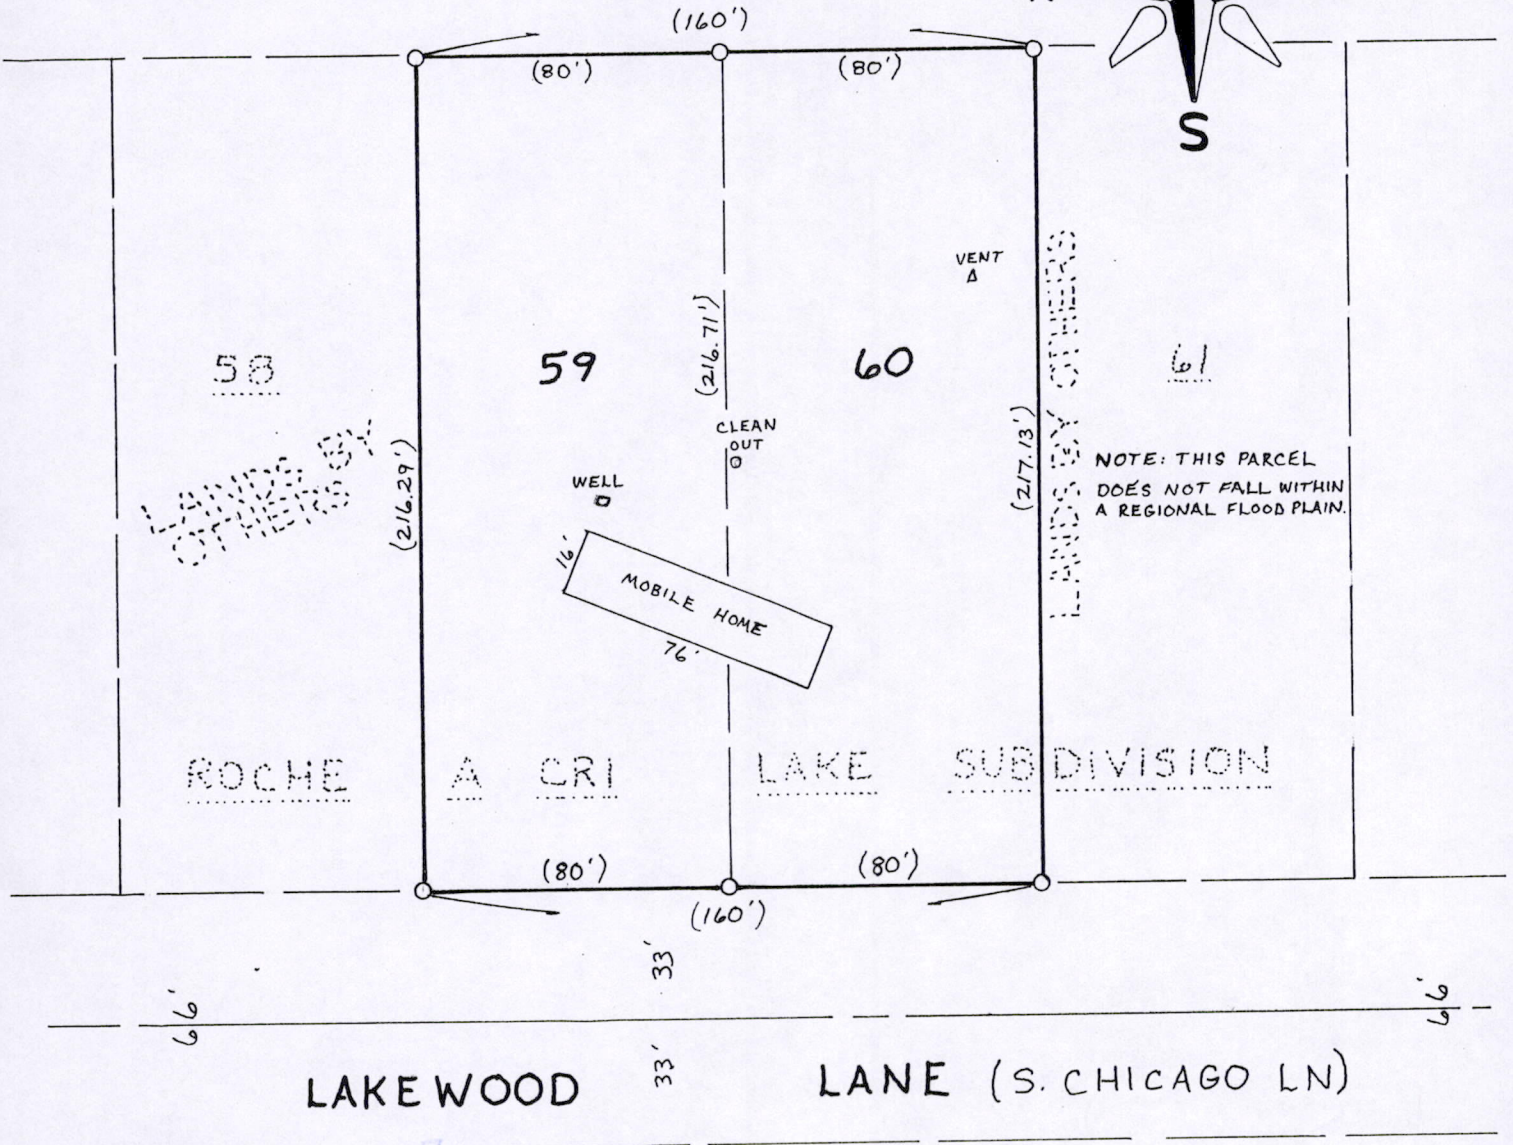 (160')
(80')
(80')
S
VENT
58
59
(216.71')
60
61
CLEAN
OUT
WELL
LANDS BY
OTHERS
(216.29')
(217.13')
LANDS BY OTHERS
NOTE: THIS PARCEL
DOES NOT FALL WITHIN
A REGIONAL FLOOD PLAIN.
16'
MOBILE HOME
76'
ROCHE A CRI LAKE SUBDIVISION
(80')
(80')
(160')
33'
66'
66'
33'
LAKEWOOD LANE (S. CHICAGO LN)